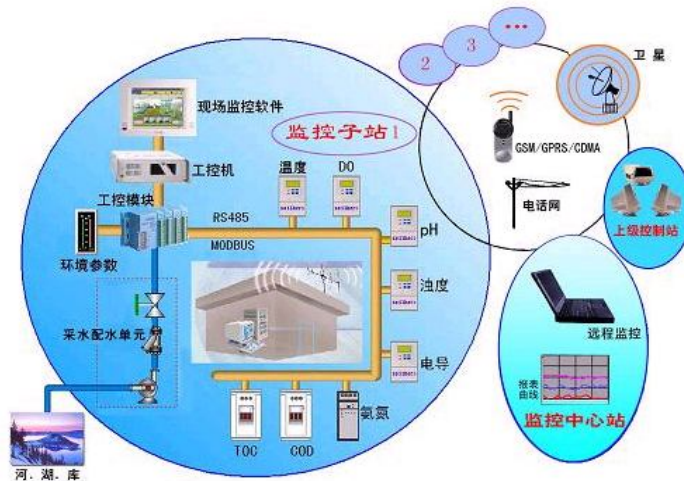 2
3
...
卫 星
现场监控软件
监控子站1
GSM/GPRS/CDMA
工控机
温度
DO
工控模块
RS485
电话网
pH
上级控制站
MODBUS
环境参数
浊度
采水配水单元
远程监控
电导
报表
曲线
监控中心站
氨氮
TOC
COD
河．湖．库